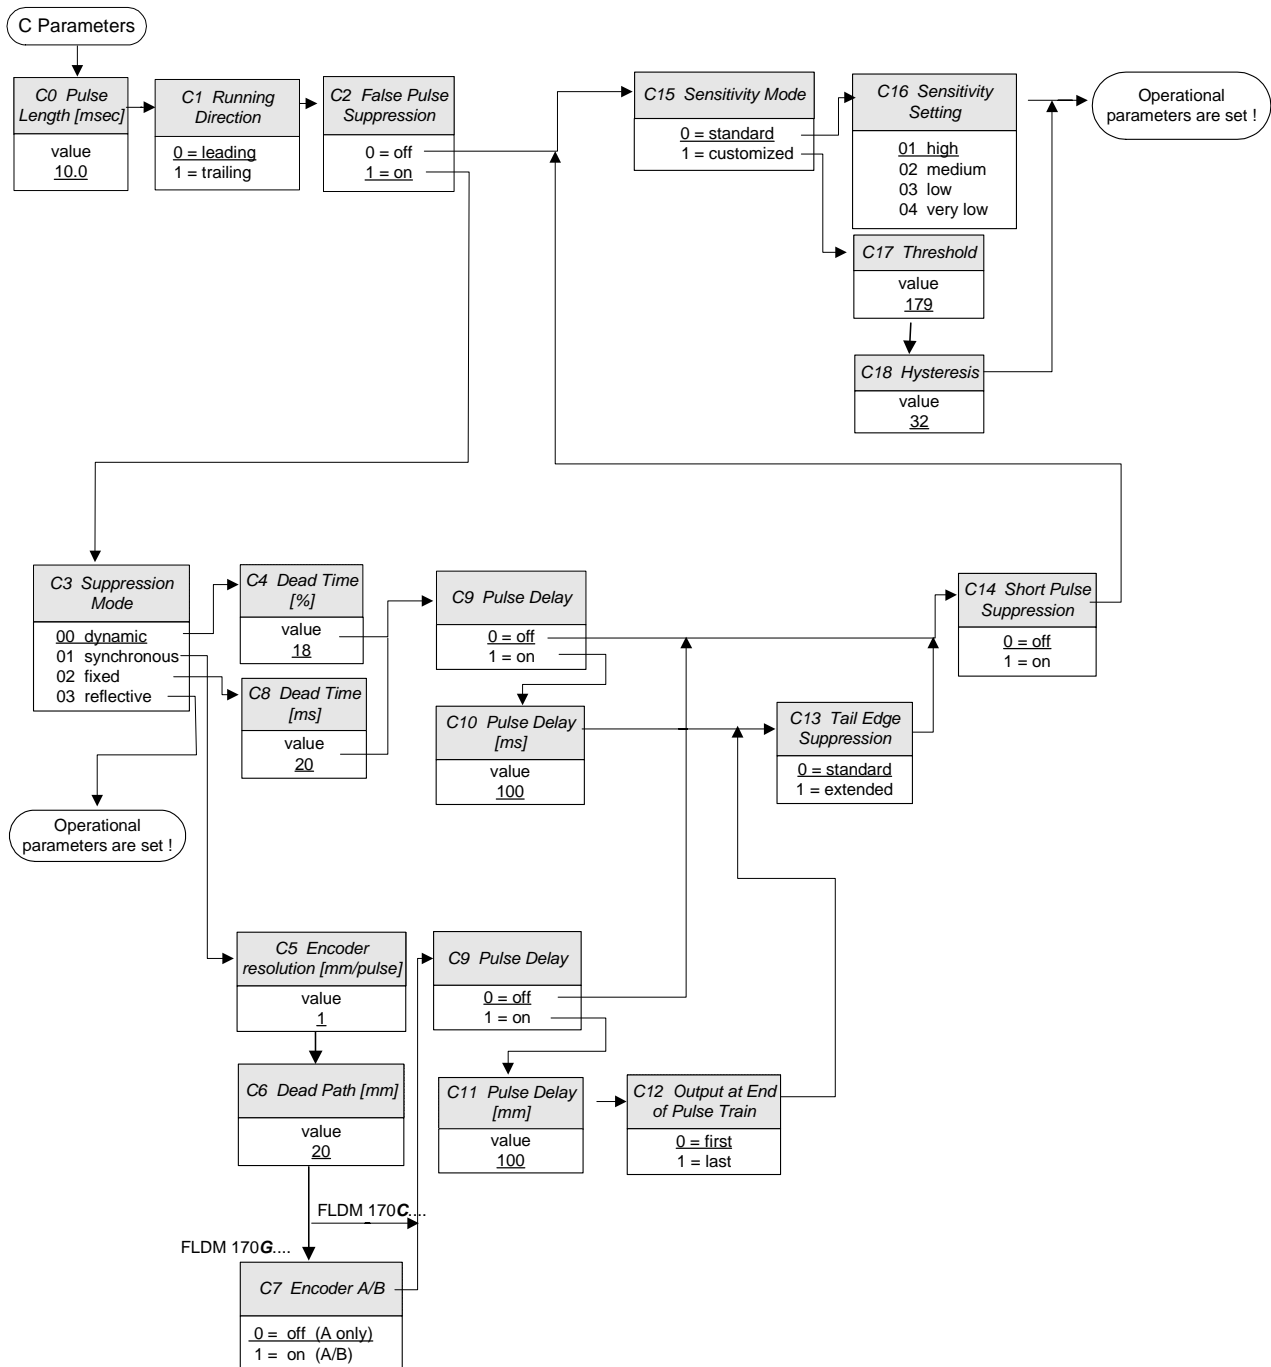 C Parameters
C0 Pulse
Length [msec]
value
10.0
C1 Running
Direction
0 = leading
1 = trailing
C2 False Pulse
Suppression
0 = off
1 = on
C15 Sensitivity Mode
0 = standard
1 = customized
C16 Sensitivity
Setting
01 high
02 medium
03 low
04 very low
Operational
parameters are set !
C17 Threshold
value
179
C18 Hysteresis
value
32
C3 Suppression
Mode
00 dynamic
01 synchronous
02 fixed
03 reflective
C4 Dead Time
[%]
value
18
C8 Dead Time
[ms]
value
20
C9 Pulse Delay
0 = off
1 = on
C10 Pulse Delay
[ms]
value
100
C13 Tail Edge
Suppression
0 = standard
1 = extended
C14 Short Pulse
Suppression
0 = off
1 = on
Operational
parameters are set !
C5 Encoder
resolution [mm/pulse]
value
1
C9 Pulse Delay
0 = off
1 = on
C6 Dead Path [mm]
value
20
C11 Pulse Delay
[mm]
value
100
C12 Output at End
of Pulse Train
0 = first
1 = last
FLDM 170C....
FLDM 170G....
C7 Encoder A/B
0 = off (A only)
1 = on (A/B)